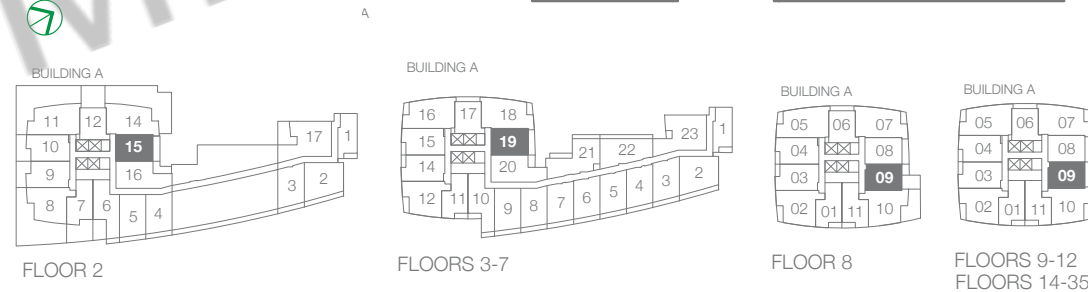 A
BUILDING A
11 12 14
10 15
9 16
8 7 6 5 4 3 2 17 1
FLOOR 2
BUILDING A
16 17 18
15 19
14 20 21 22 23 1
12 11 10 9 8 7 6 5 4 3 2
FLOORS 3-7
BUILDING A
05 06 07
04 08
03 09
02 01 11 10
FLOOR 8
BUILDING A
05 06 07
04 08
03 09
02 01 11 10
FLOORS 9-12
FLOORS 14-35